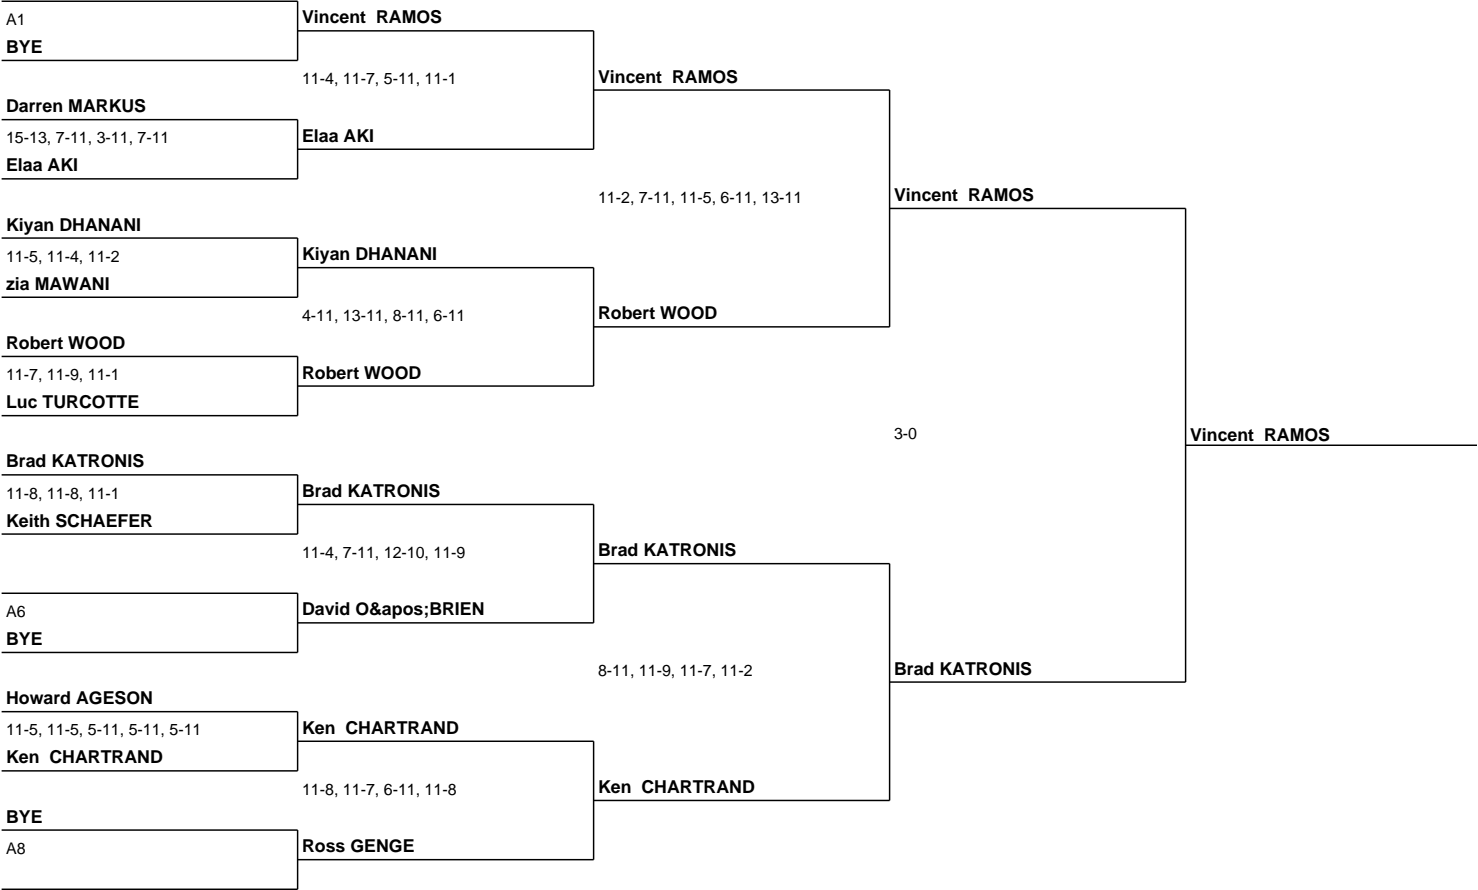 A1
BYE
Vincent  RAMOS
11-4, 11-7, 5-11, 11-1
Darren MARKUS
15-13, 7-11, 3-11, 7-11
Elaa AKI
Elaa AKI
Vincent  RAMOS
11-2, 7-11, 11-5, 6-11, 13-11
Kiyan DHANANI
11-5, 11-4, 11-2
zia MAWANI
Kiyan DHANANI
4-11, 13-11, 8-11, 6-11
Robert WOOD
11-7, 11-9, 11-1
Luc TURCOTTE
Robert WOOD
Robert WOOD
Vincent  RAMOS
3-0
Vincent  RAMOS
Brad KATRONIS
11-8, 11-8, 11-1
Keith SCHAEFER
Brad KATRONIS
11-4, 7-11, 12-10, 11-9
A6
BYE
David O&apos;BRIEN
Brad KATRONIS
8-11, 11-9, 11-7, 11-2
Brad KATRONIS
Howard AGESON
11-5, 11-5, 5-11, 5-11, 5-11
Ken  CHARTRAND
Ken  CHARTRAND
11-8, 11-7, 6-11, 11-8
Ken  CHARTRAND
BYE
A8
Ross GENGE